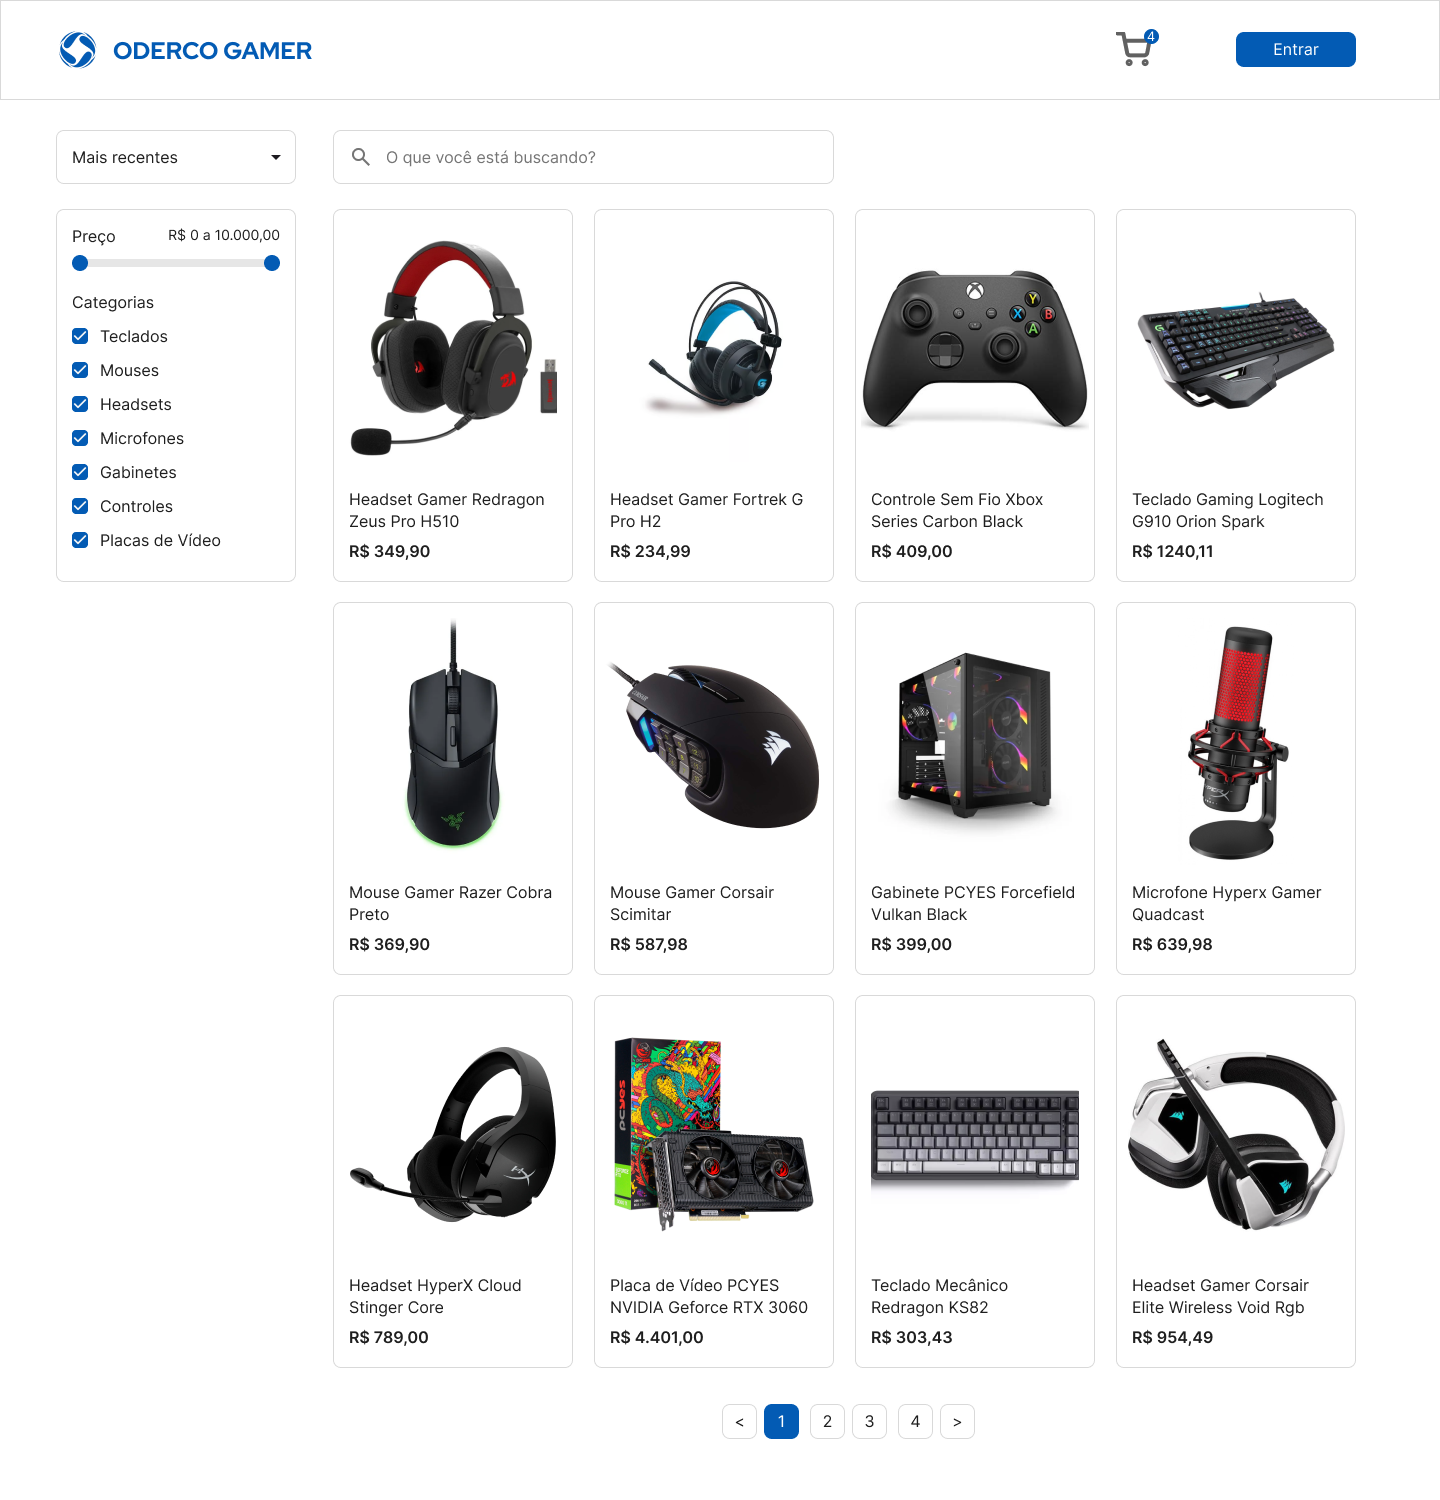 ODERCO GAMER
4
Entrar
Mais recentes
O que você está buscando?
Preço
R$ 0 a 10.000,00
Categorias
Teclados
Mouses
Headsets
Microfones
Gabinetes
Controles
Placas de Vídeo
Y
X
B
A
Headset Gamer Redragon
Zeus Pro H510
R$ 349,90
Headset Gamer Fortrek G
Pro H2
R$ 234,99
Controle Sem Fio Xbox
Series Carbon Black
R$ 409,00
Teclado Gaming Logitech
G910 Orion Spark
R$ 1240,11
Mouse Gamer Razer Cobra
Preto
R$ 369,90
Mouse Gamer Corsair
Scimitar
R$ 587,98
Gabinete PCYES Forcefield
Vulkan Black
R$ 399,00
Microfone Hyperx Gamer
Quadcast
R$ 639,98
pcyes
Headset HyperX Cloud
Stinger Core
R$ 789,00
Placa de Vídeo PCYES
NVIDIA Geforce RTX 3060
R$ 4.401,00
Teclado Mecânico
Redragon KS82
R$ 303,43
Headset Gamer Corsair
Elite Wireless Void Rgb
R$ 954,49
< 1 2 3 4 >